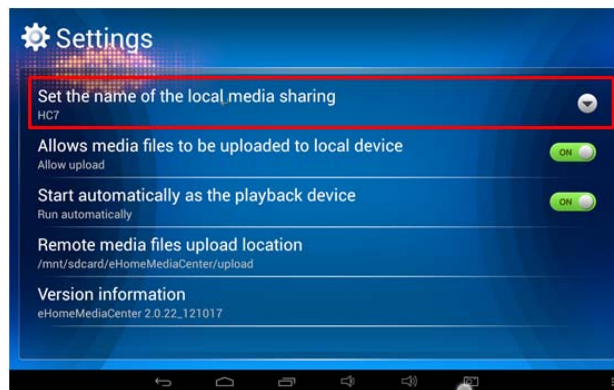 Settings
Set the name of the local media sharing
HC7
Allows media files to be uploaded to local device
Allow upload
ON
Start automatically as the playback device
Run automatically
ON
Remote media files upload location
/mnt/sdcard/eHomeMediaCenter/upload
Version information
eHomeMediaCenter 2.0.22_121017